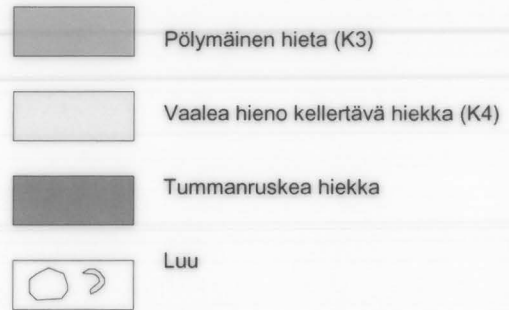 Pölymäinen hieta (K3)
Vaalea hieno kellertävä hiekka (K4)
Tummanruskea hiekka
Luu